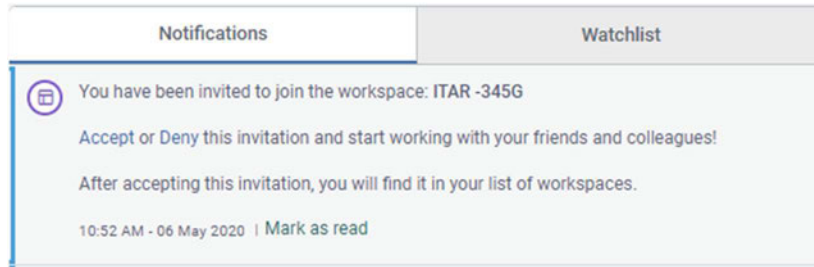 Notifications
Watchlist
You have been invited to join the workspace: ITAR -345G
Accept or Deny this invitation and start working with your friends and colleagues!
After accepting this invitation, you will find it in your list of workspaces.
10:52 AM - 06 May 2020 | Mark as read